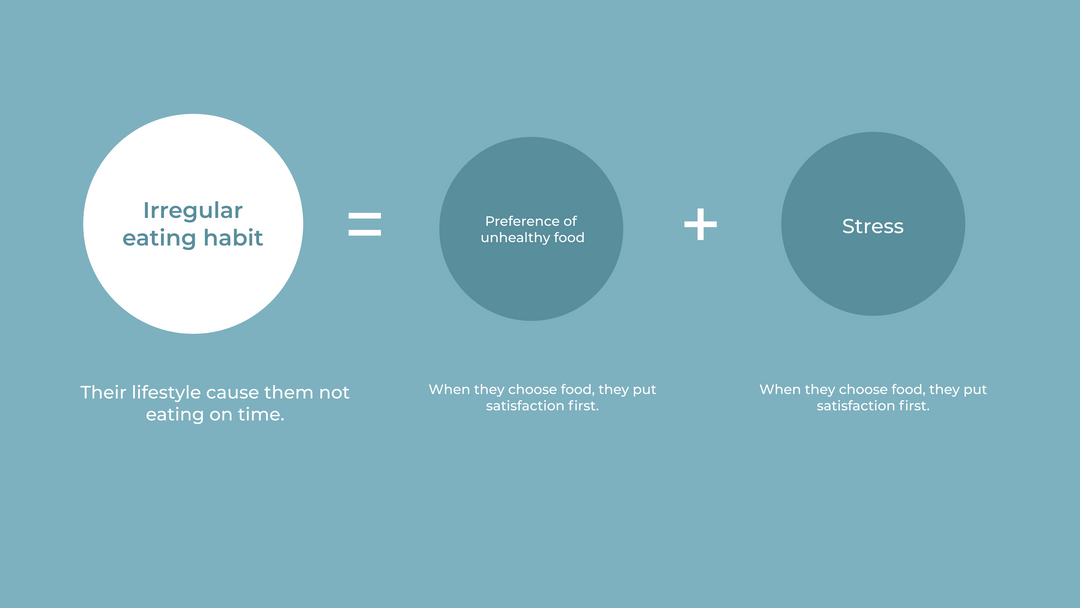 Irregular
eating habit
=
Preference of
unhealthy food
+
Stress
Their lifestyle cause them not
eating on time.
When they choose food, they put
satisfaction first.
When they choose food, they put
satisfaction first.